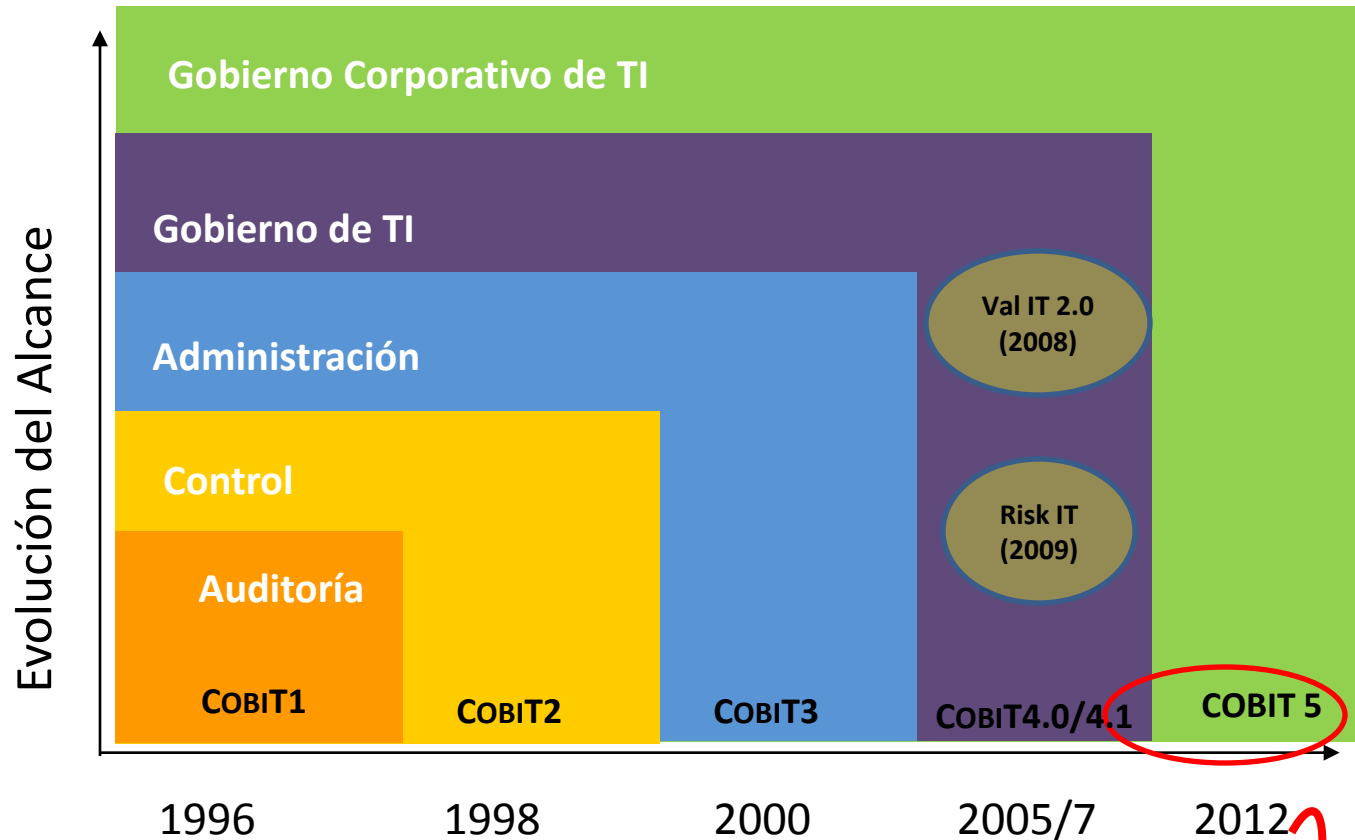 Evolución del Alcance
Gobierno Corporativo de TI
Gobierno de TI
Administración
Control
Auditoría
Val IT 2.0
(2008)
Risk IT
(2009)
COBIT1
COBIT2
COBIT3
COBIT4.0/4.1
COBIT 5
1996
1998
2000
2005/7
2012